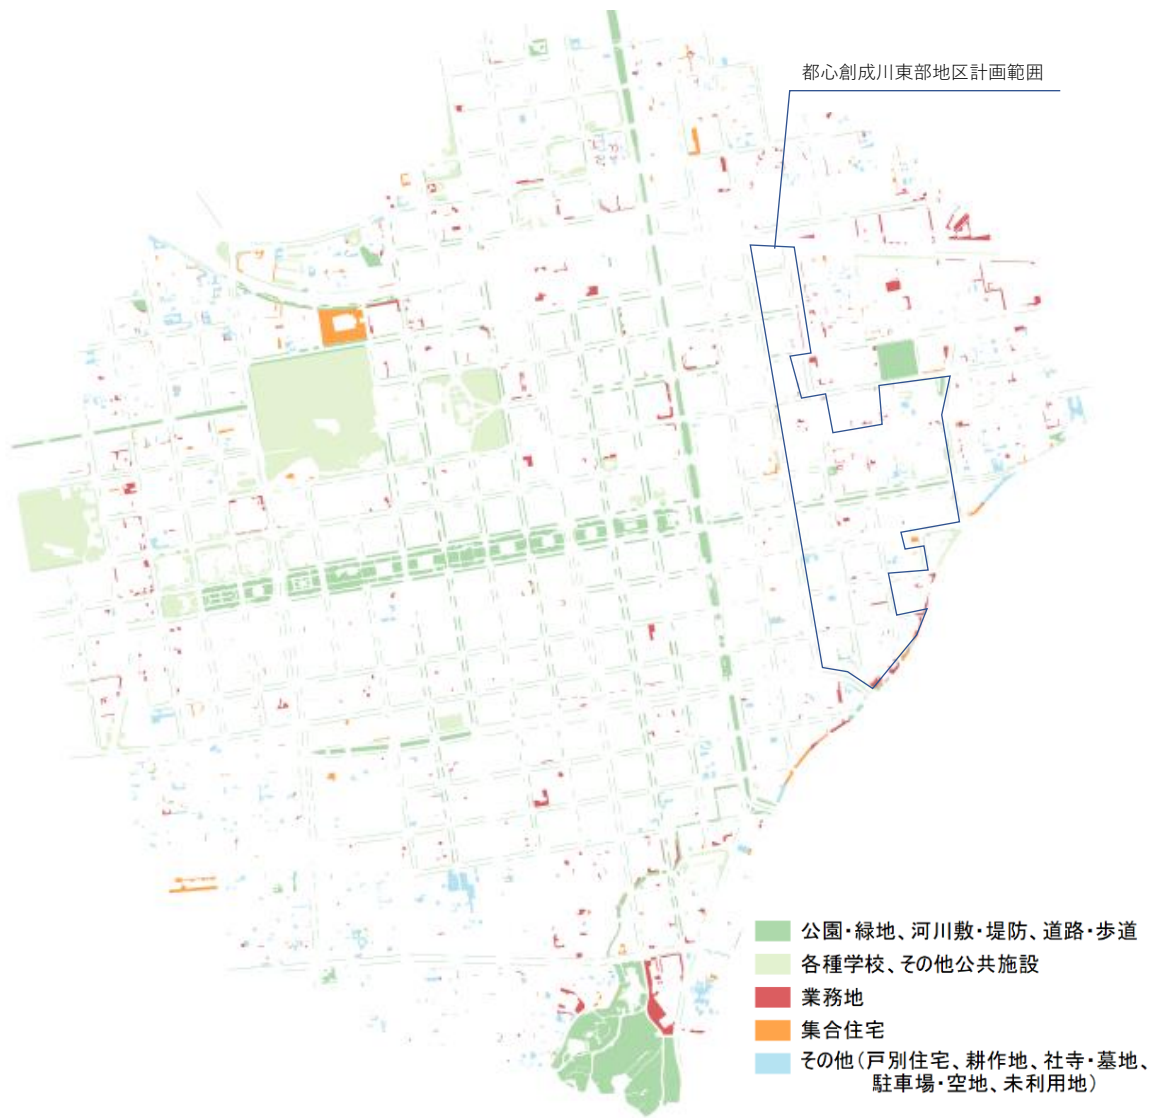 都心創成川東部地区計画範囲
公園・緑地、河川敷・堤防、道路・歩道
各種学校、その他公共施設
業務地
集合住宅
その他（戸別住宅、耕作地、社寺・墓地、
駐車場・空地、未利用地）